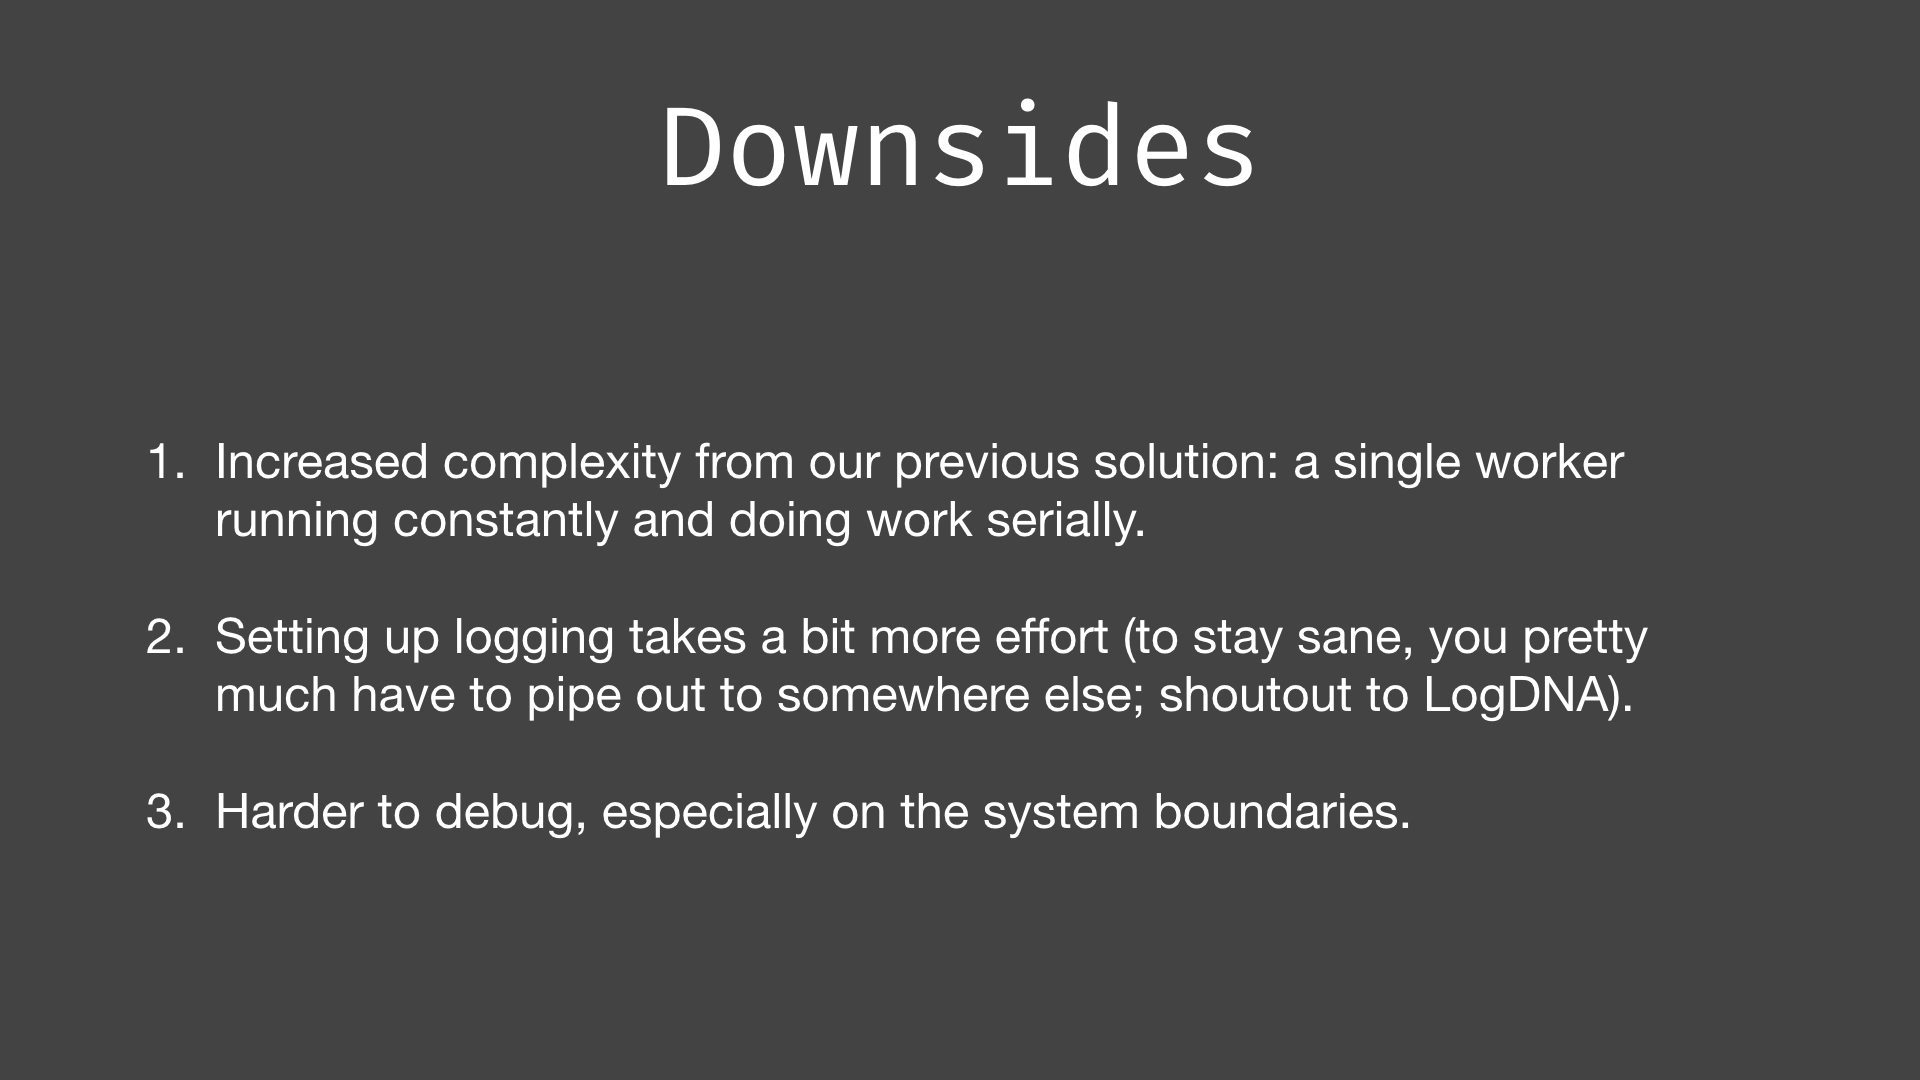 Downsides
1. Increased complexity from our previous solution: a single worker
running constantly and doing work serially.
2. Setting up logging takes a bit more effort (to stay sane, you pretty
much have to pipe out to somewhere else; shoutout to LogDNA).
3. Harder to debug, especially on the system boundaries.